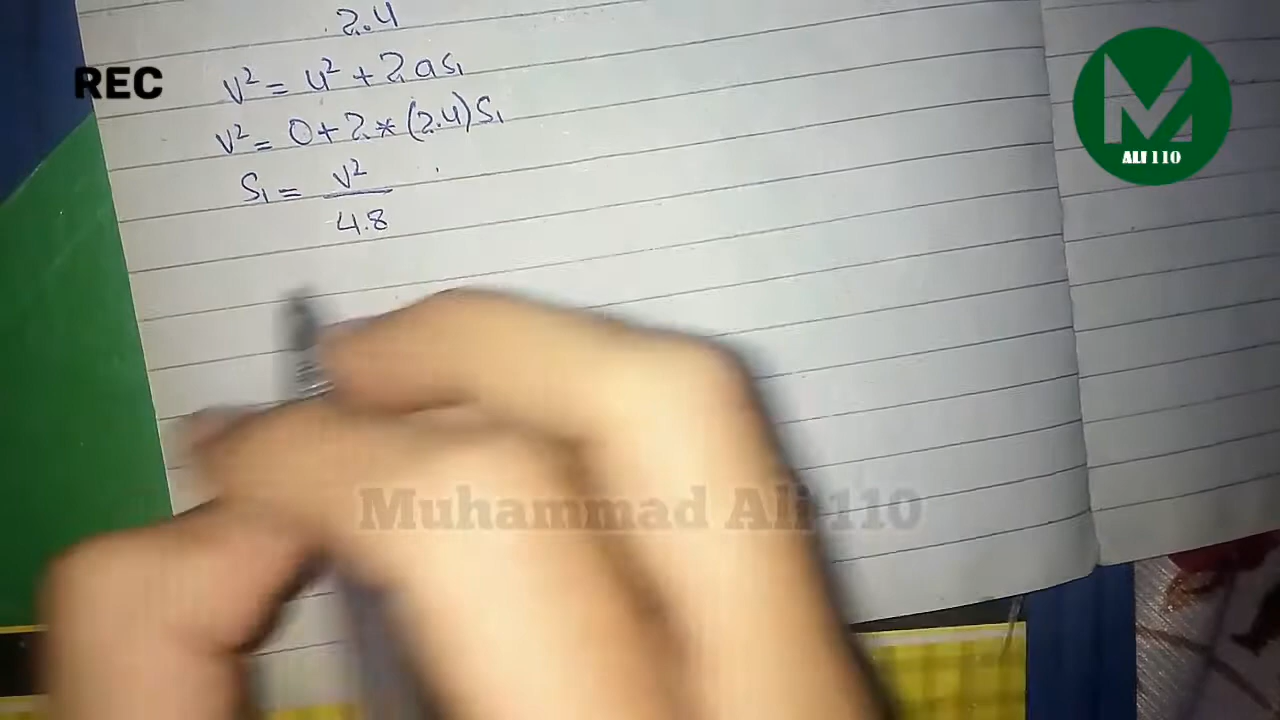 2.4
REC
v² = u² + 2as₁
v² = 0 + 2 * (2.4)S₁
S₁ = v²
4.8
M
ALI 110
Muhammad Ali 110